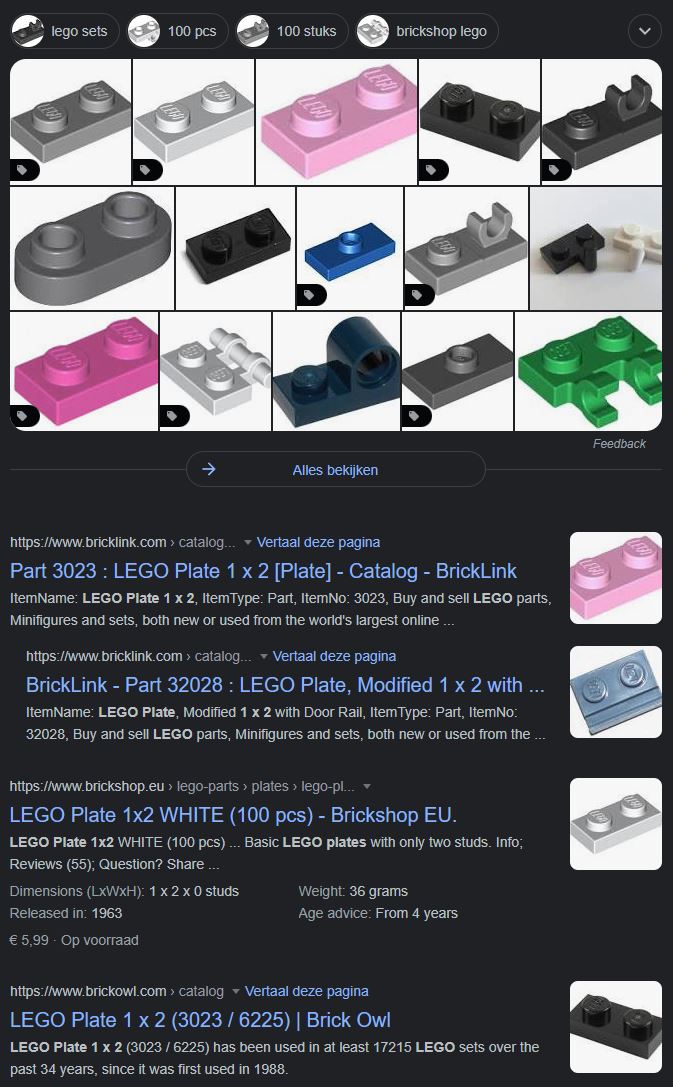 lego sets
100 pcs
100 stuks
brickshop lego
Feedback
Alles bekijken
https://www.bricklink.com › catalog... Vertaal deze pagina
Part 3023 : LEGO Plate 1 x 2 [Plate] - Catalog - BrickLink
ItemName: LEGO Plate 1 x 2, ItemType: Part, ItemNo: 3023, Buy and sell LEGO parts,
Minifigures and sets, both new or used from the world's largest online ...
https://www.bricklink.com › catalog... Vertaal deze pagina
BrickLink - Part 32028 : LEGO Plate, Modified 1 x 2 with ...
ItemName: LEGO Plate, Modified 1 x 2 with Door Rail, ItemType: Part, ItemNo:
32028, Buy and sell LEGO parts, Minifigures and sets, both new or used from the ...
https://www.brickshop.eu › lego-parts › plates › lego-pl...
LEGO Plate 1x2 WHITE (100 pcs) - Brickshop EU.
LEGO Plate 1x2 WHITE (100 pcs) ... Basic LEGO plates with only two studs. Info;
Reviews (55); Question? Share ...
Dimensions (LxWxH): 1 x 2 x 0 studs
Weight: 36 grams
Released in: 1963
Age advice: From 4 years
€ 5,99 · Op voorraad
https://www.brickowl.com › catalog Vertaal deze pagina
LEGO Plate 1 x 2 (3023 / 6225) | Brick Owl
LEGO Plate 1 x 2 (3023 / 6225) has been used in at least 17215 LEGO sets over the
past 34 years, since it was first used in 1988.